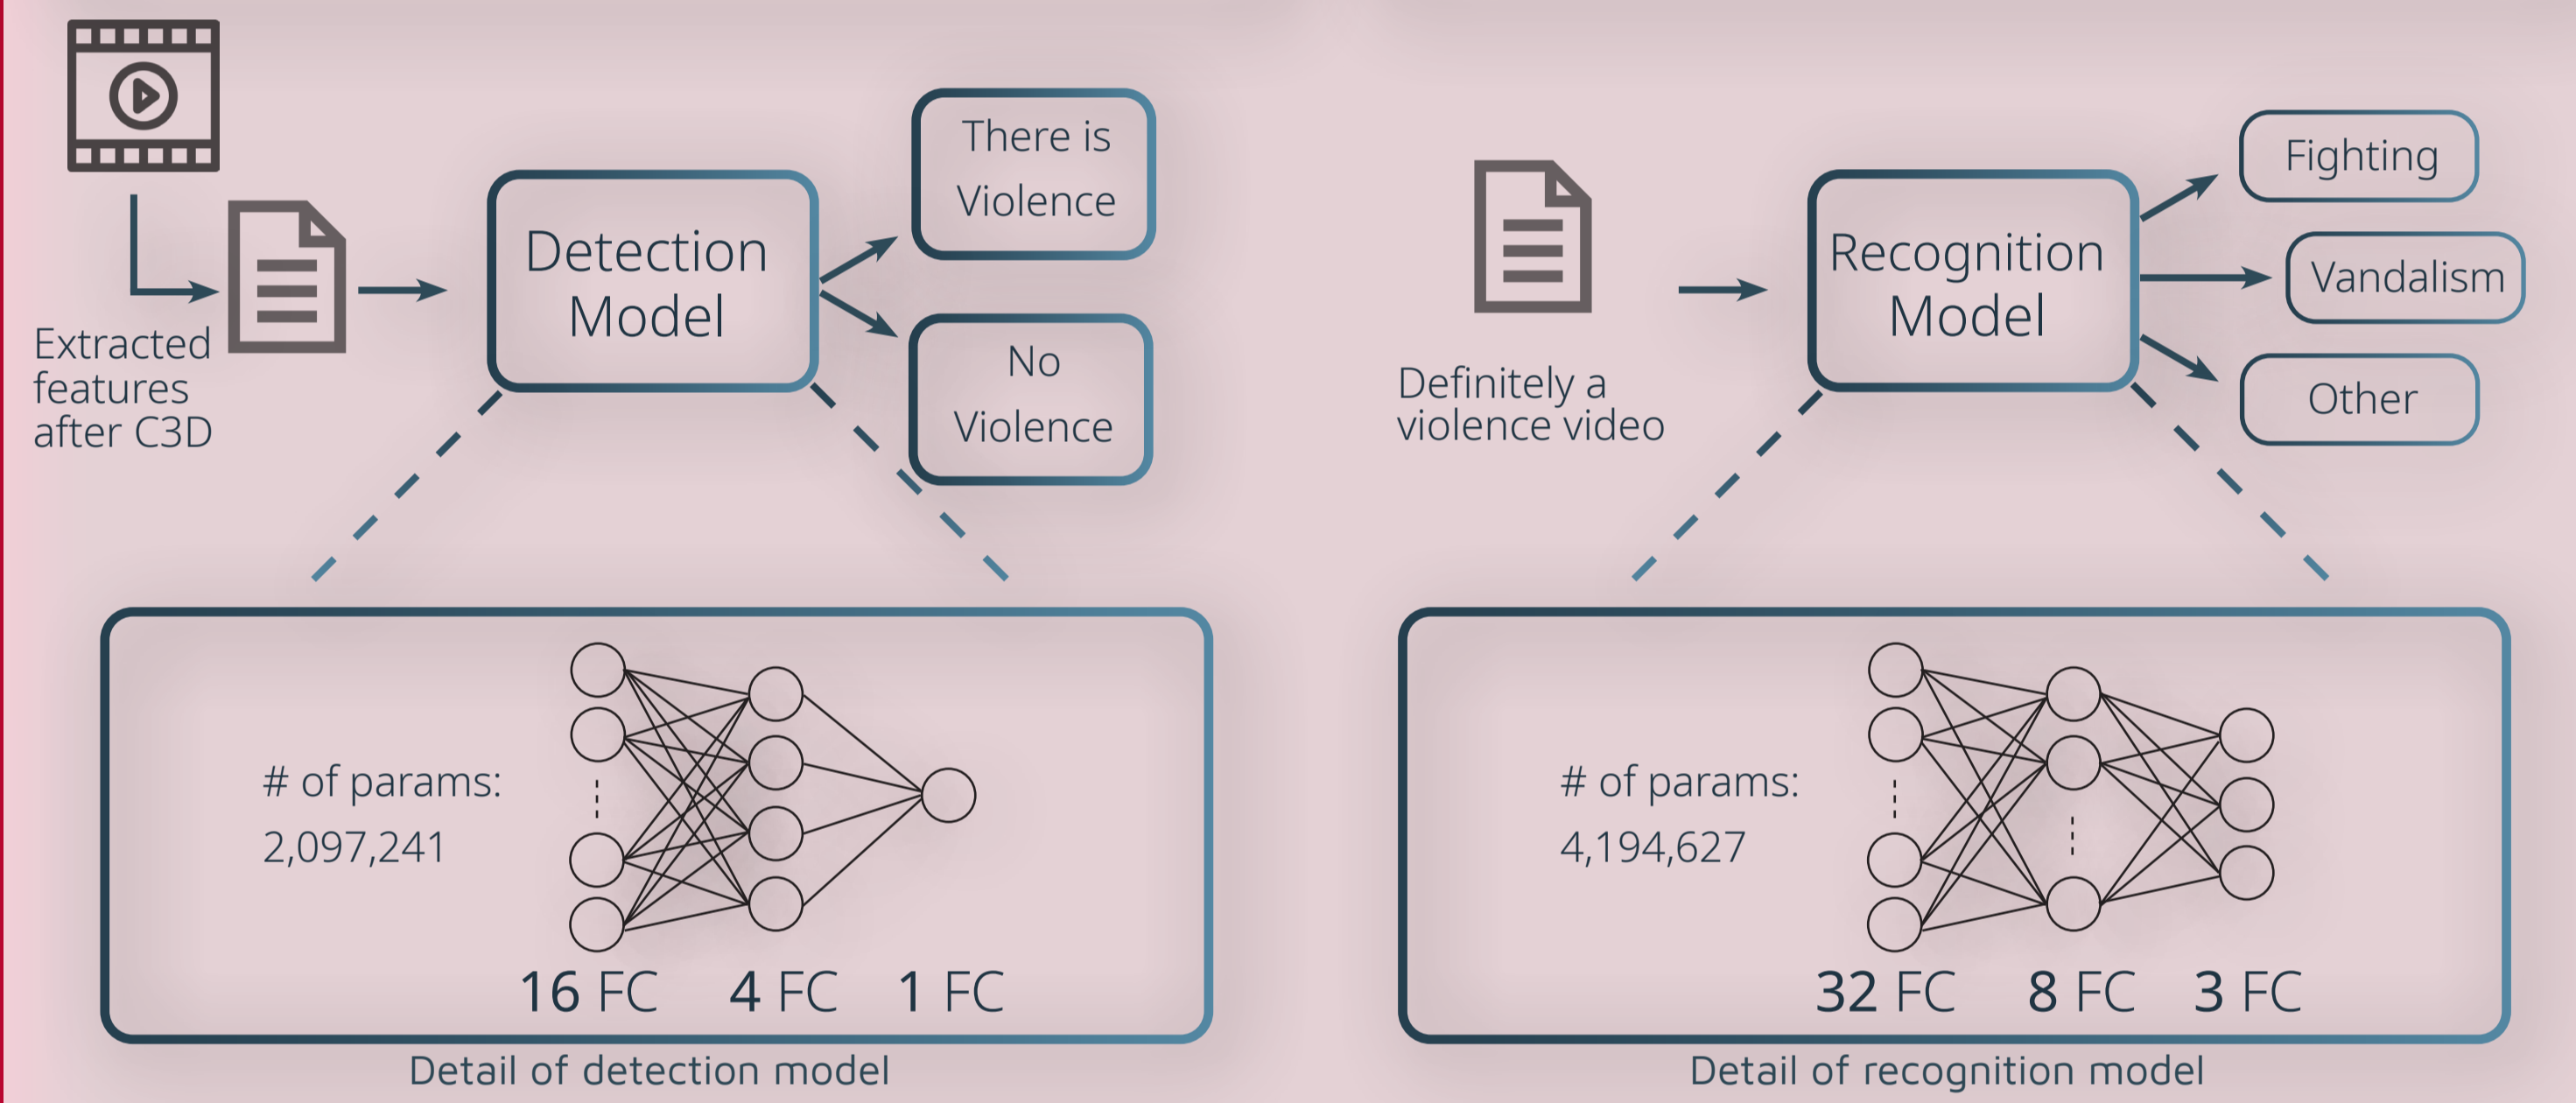 Extracted
features
after C3D
Detection
Model
There is
Violence
No
Violence
# of params:
2,097,241
16 FC
4 FC
1 FC
Detail of detection model
Definitely a
violence video
Recognition
Model
Fighting
Vandalism
Other
# of params:
4,194,627
32 FC
8 FC
3 FC
Detail of recognition model